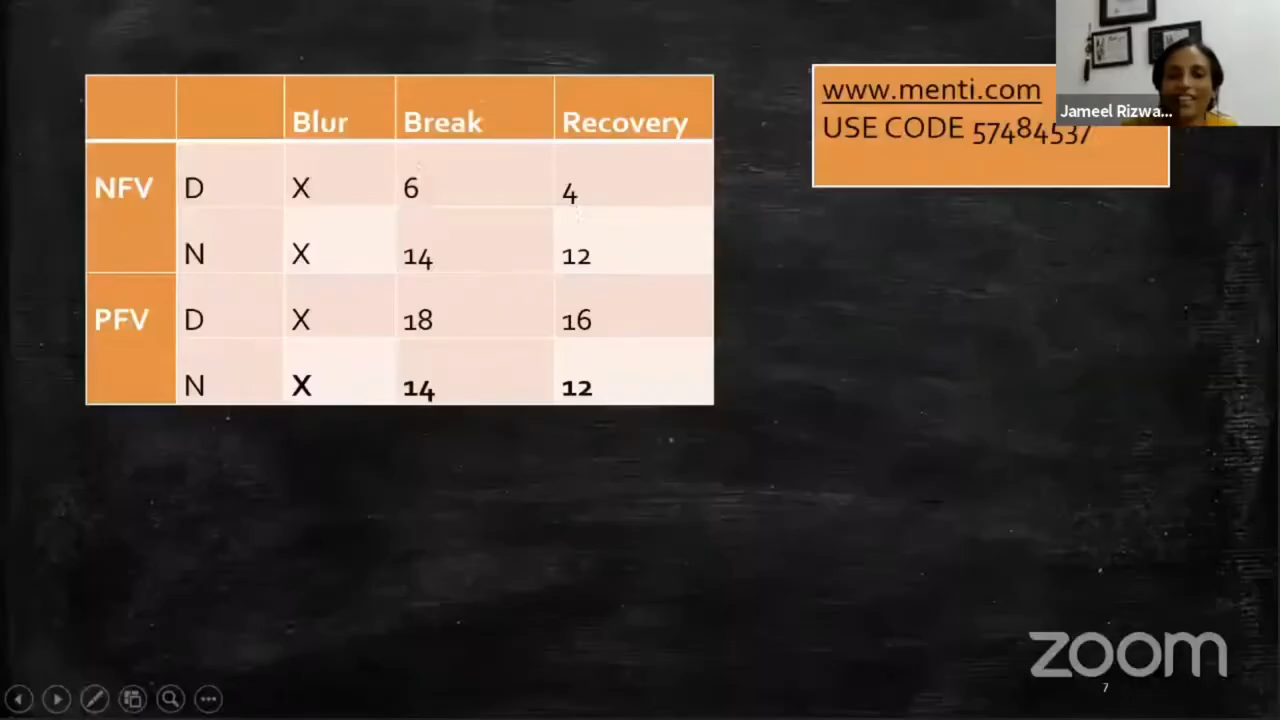 Blur Break Recovery
NFV D X 6 4
N X 14 12
PFV D X 18 16
N X 14 12
www.menti.com
USE CODE 57484537
Jameel Rizwa...
zoom
7